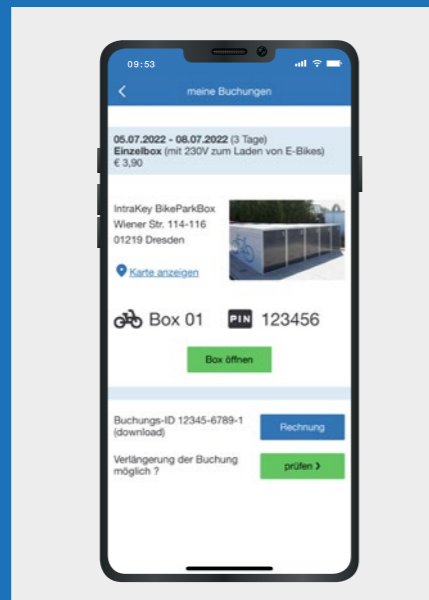 09:53
meine Buchungen
05.07.2022 - 08.07.2022 (3 Tage)
Einzelbox (mit 230V zum Laden von E-Bikes)
€ 3,90
IntraKey BikeParkBox
Wiener Str. 114-116
01219 Dresden
Karte anzeigen
Box 01 PIN 123456
Box öffnen
Buchungs-ID 12345-6789-1
(download)
Rechnung
Verlängerung der Buchung
möglich ?
prüfen >